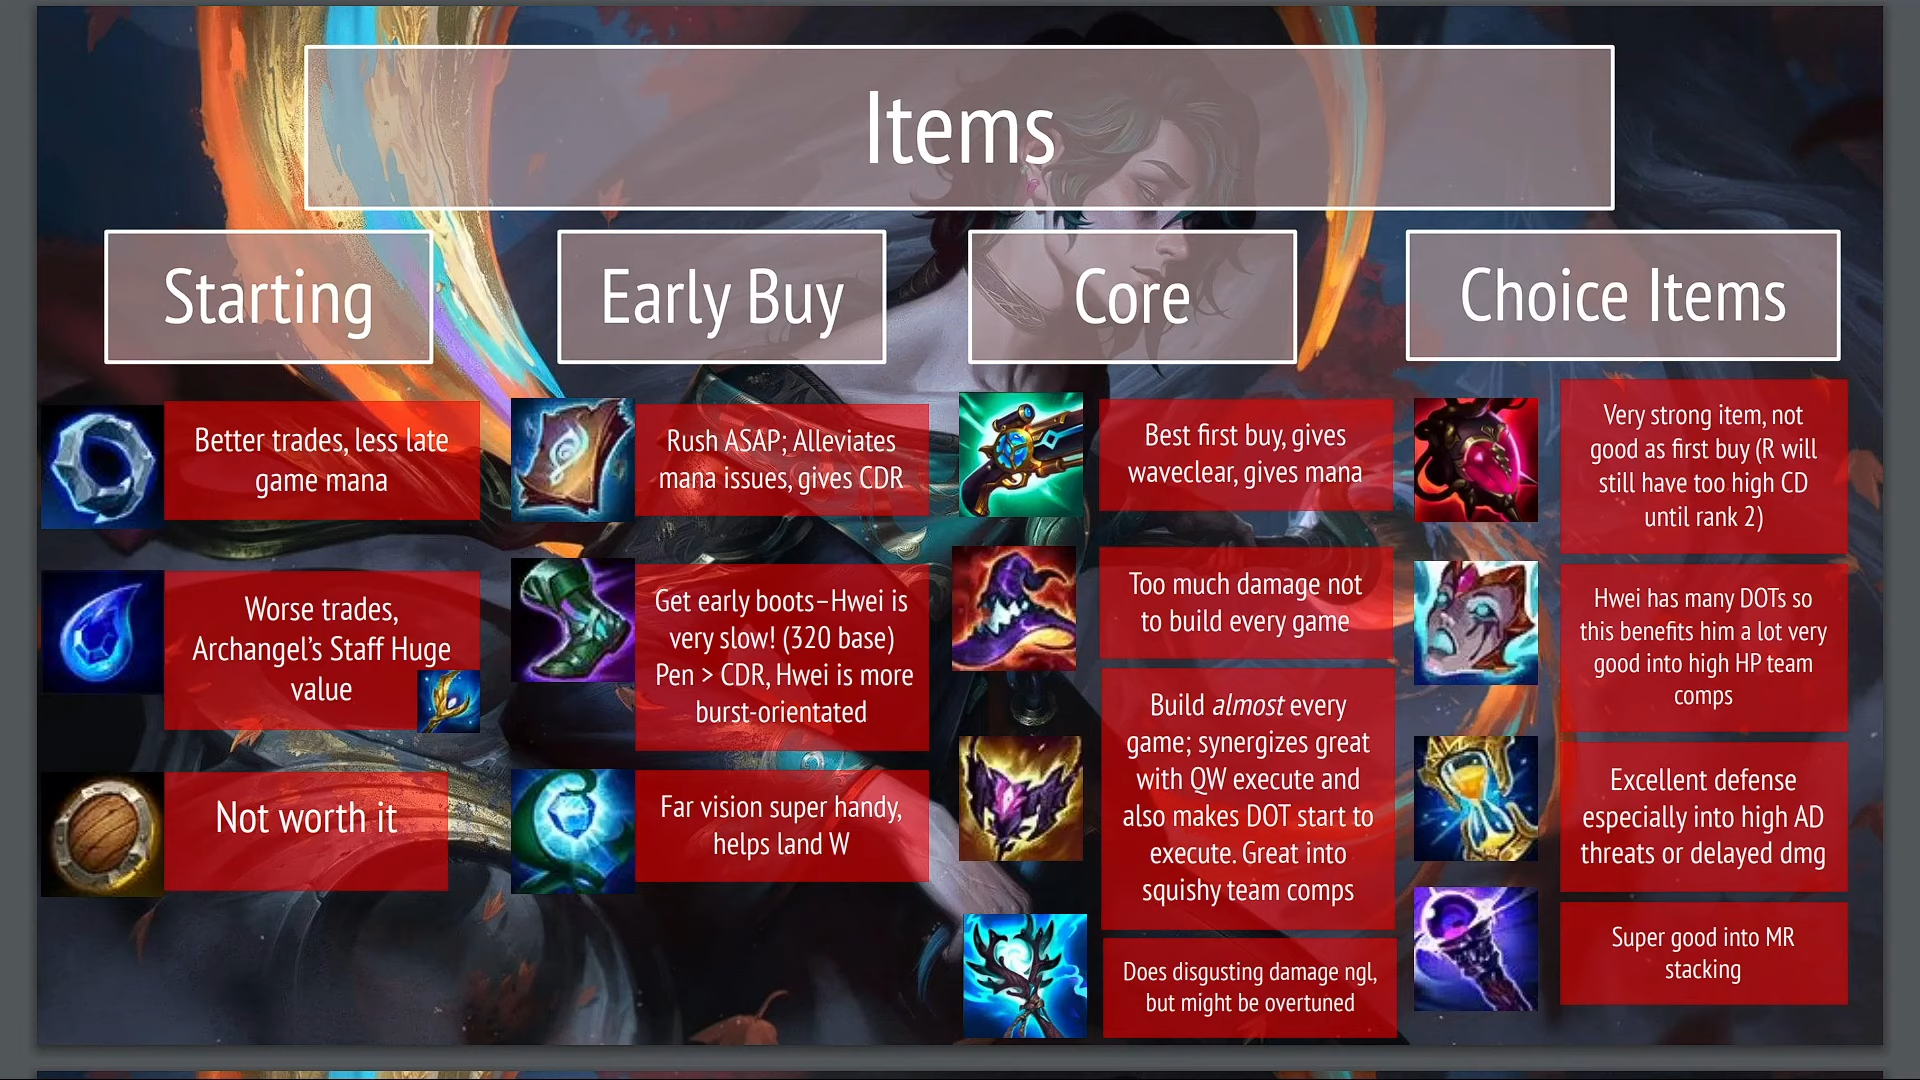 Items
Starting
Better trades, less late
game mana
Worse trades,
Archangel's Staff Huge
value
Not worth it
Early Buy
Rush ASAP; Alleviates
mana issues, gives CDR
Get early boots–Hwei is
very slow! (320 base)
Pen > CDR, Hwei is more
burst-orientated
Far vision super handy,
helps land W
Core
Best first buy, gives
waveclear, gives mana
Too much damage not
to build every game
Build almost every
game; synergizes great
with QW execute and
also makes DOT start to
execute. Great into
squishy team comps
Does disgusting damage ngl,
but might be overtuned
Choice Items
Very strong item, not
good as first buy (R will
still have too high CD
until rank 2)
Hwei has many DOTs so
this benefits him a lot very
good into high HP team
comps
Excellent defense
especially into high AD
threats or delayed dmg
Super good into MR
stacking